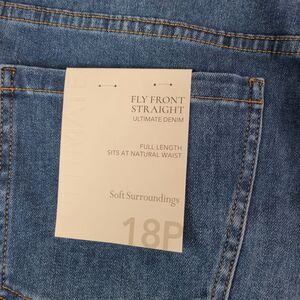 FLY FRONT
STRAIGHT
ULTIMATE DENIM
FULL LENGTH
SITS AT NATURAL WAIST
Soft Surroundings
18P